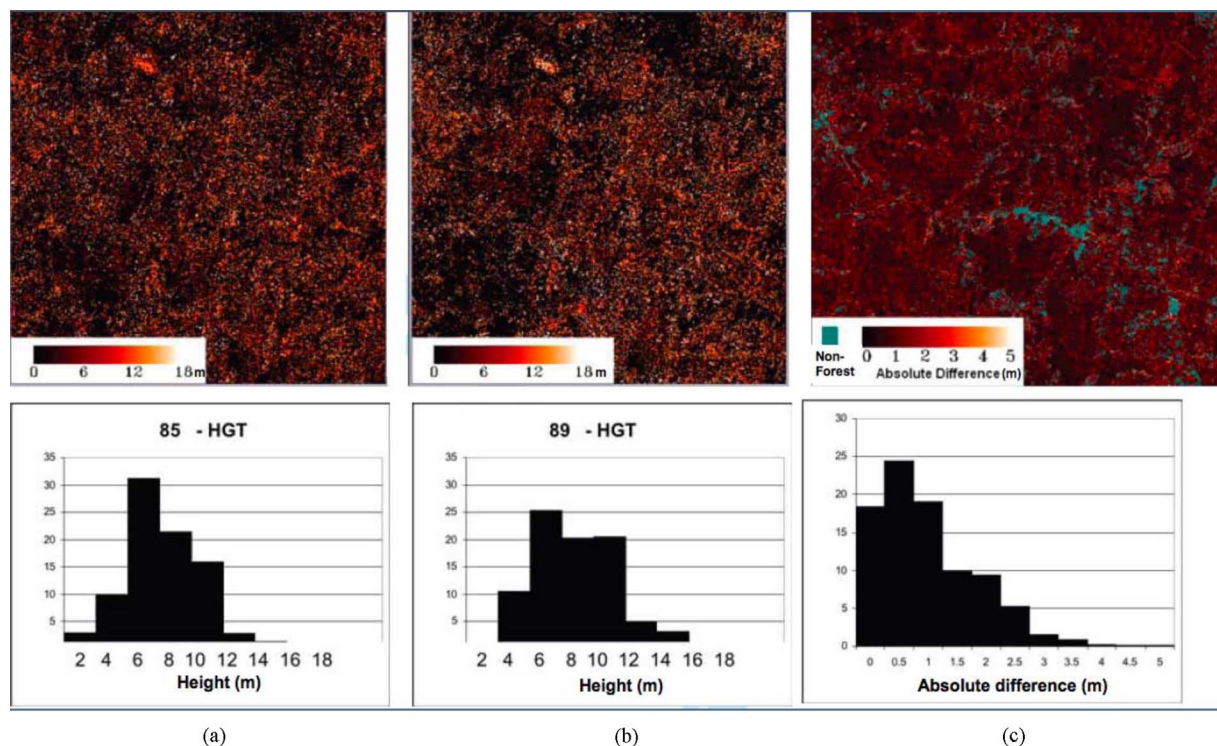 0 6 12 18 m
0 6 12 18 m
Non-
Forest
0 1 2 3 4 5
Absolute Difference (m)
85 - HGT
35
30
25
20
15
10
5
2 4 6 8 10 12 14 16 18
Height (m)
89 - HGT
35
30
25
20
15
10
5
2 4 6 8 10 12 14 16 18
Height (m)
30
25
20
15
10
5
0
0 0.5 1 1.5 2 2.5 3 3.5 4 4.5 5
Absolute difference (m)
(a) (b) (c)